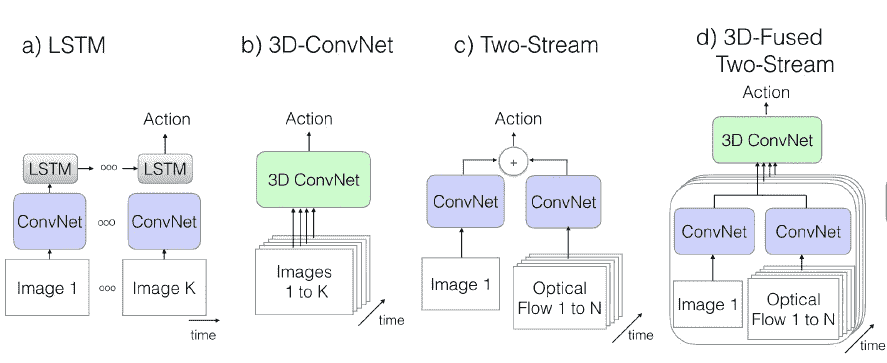 a) LSTM
Action
LSTM
ooo
LSTM
ConvNet
ooo
ConvNet
Image 1
ooo
Image K
time
b) 3D-ConvNet
Action
3D ConvNet
Images
1 to K
time
c) Two-Stream
Action
+
ConvNet
ConvNet
Image 1
Optical
Flow 1 to N
time
d) 3D-Fused
Two-Stream
Action
3D ConvNet
ConvNet
ConvNet
Image 1
Optical
Flow 1 to N
time